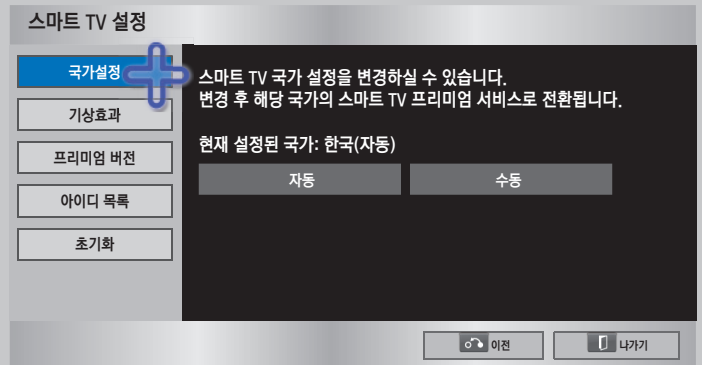 스마트 TV 설정
국가설정
기상효과
프리미엄 버전
아이디 목록
초기화
스마트 TV 국가 설정을 변경하실 수 있습니다.
변경 후 해당 국가의 스마트 TV 프리미엄 서비스로 전환됩니다.
현재 설정된 국가: 한국(자동)
자동
수동
이전
나가기